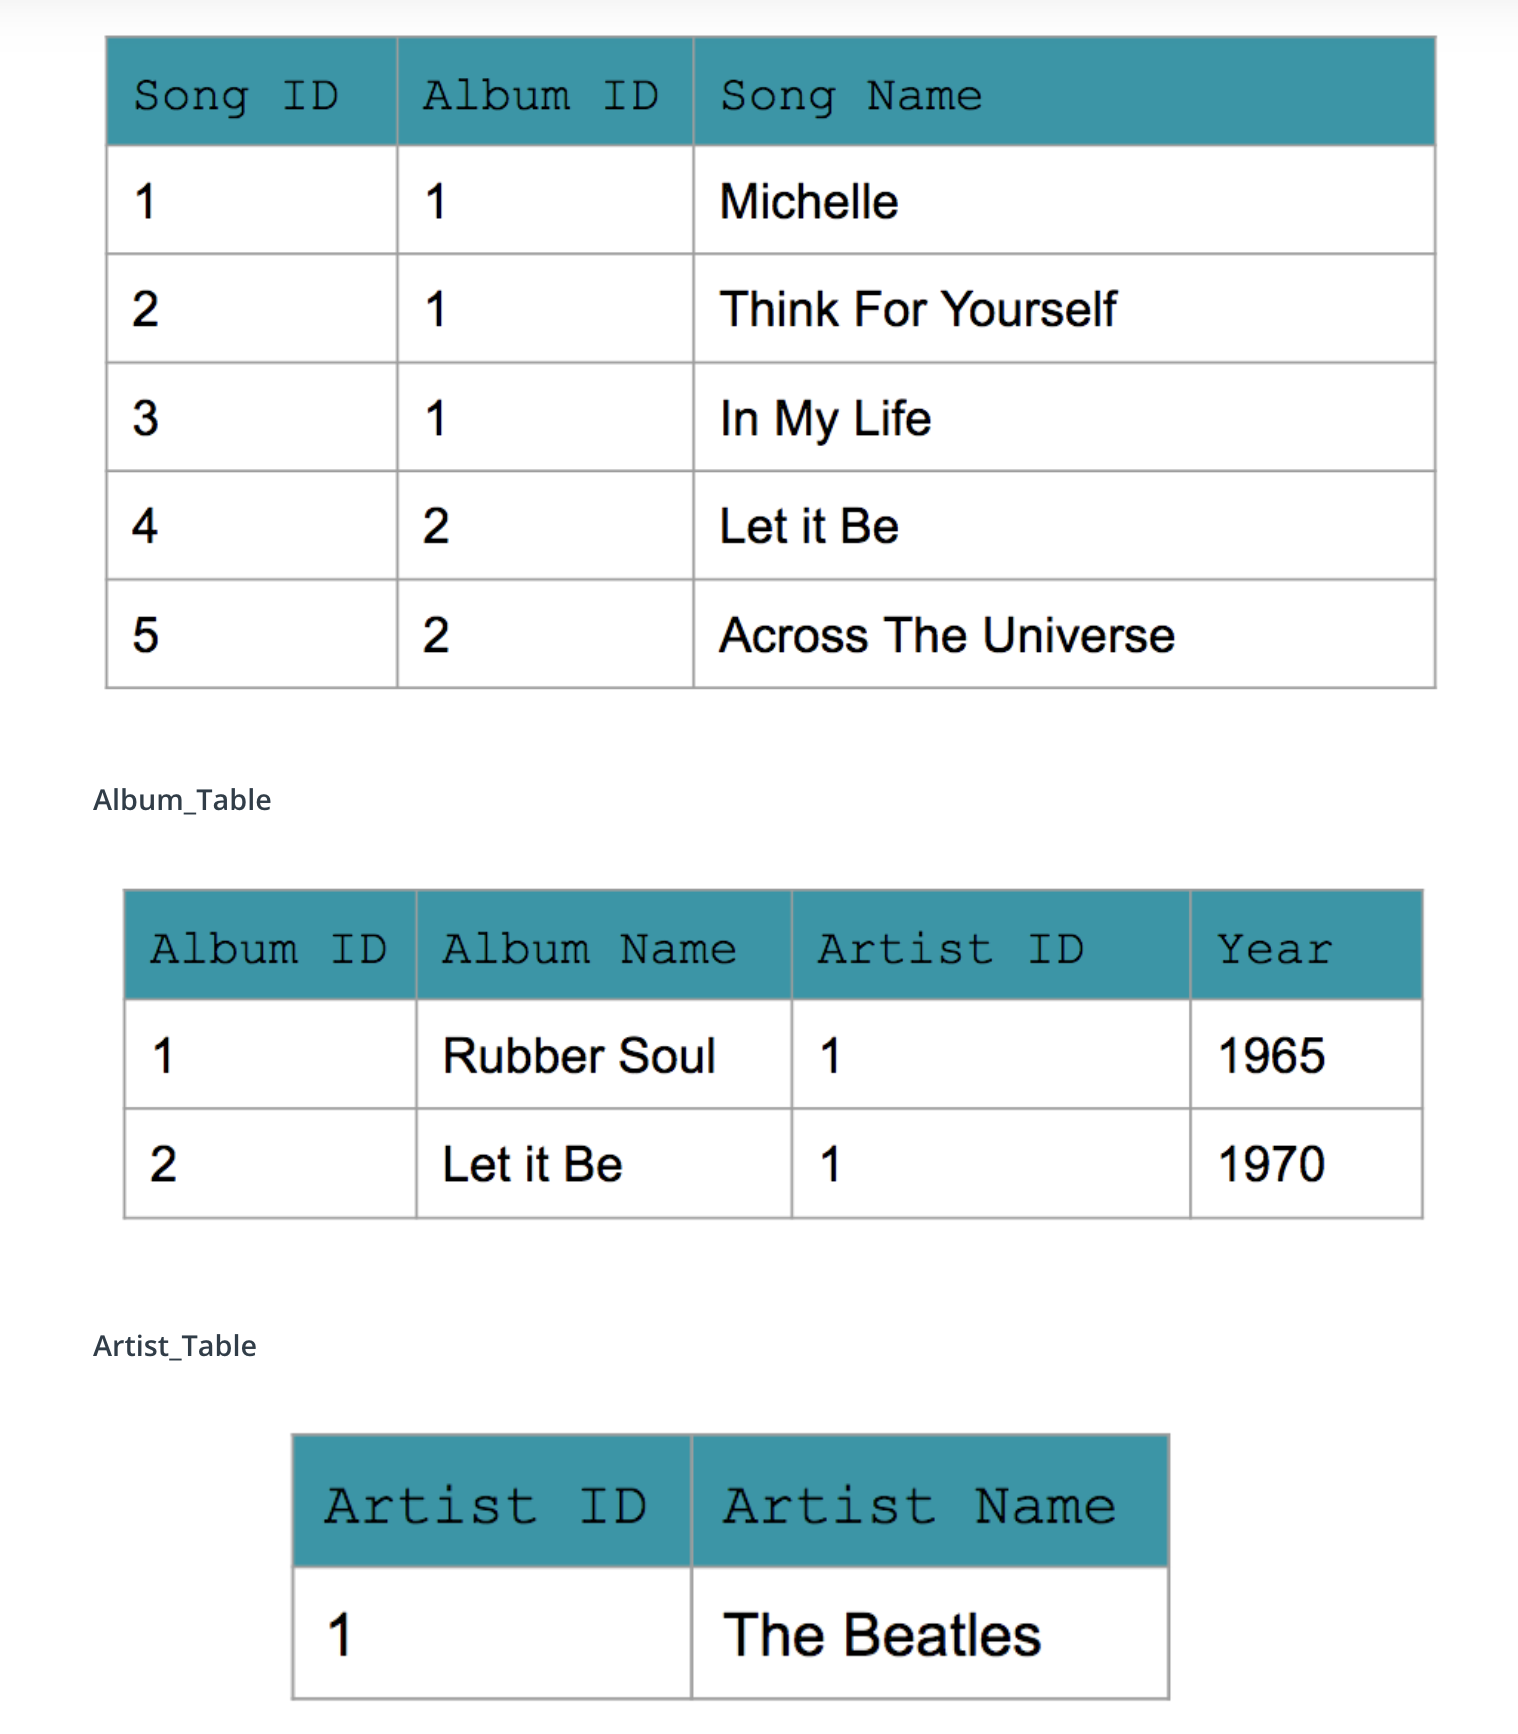 Song ID Album ID Song Name
1 1 Michelle
2 1 Think For Yourself
3 1 In My Life
4 2 Let it Be
5 2 Across The Universe
Album_Table
Album ID Album Name Artist ID Year
1 Rubber Soul 1 1965
2 Let it Be 1 1970
Artist_Table
Artist ID Artist Name
1 The Beatles